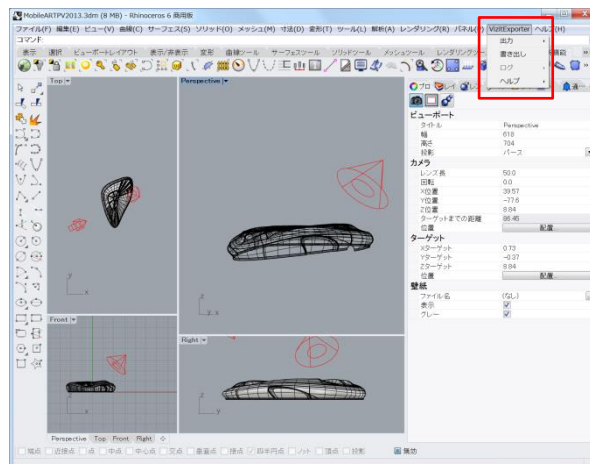 MobileARTPV2013.3dm (8 MB) - Rhinoceros 6 商用版
ファイル(F) 編集(E) ビュー(V) 曲線(C) サーフェス(S) ソリッド(O) メッシュ(M) 寸法(D) 変形(T) ツール(L) 解析(A) レンダリング(R) パネル(P) VizitExporter ヘルプ(H)
コマンド:
表示 選択 ビューポートレイアウト 表示/非表示 変形 曲線ツール サーフェスツール ソリッドツール メッシュツール レンダリングツー
出力
書き出し
ログ
ヘルプ
Top
Perspective
プロ レイ
ビューポート
タイトル Perspective
幅 618
高さ 704
投影 パース
カメラ
レンズ長 50.0
回転 0.0
X位置 39.57
Y位置 -77.6
Z位置 8.84
ターゲットまでの距離 86.46
位置 配置...
ターゲット
Xターゲット 0.73
Yターゲット -0.37
Zターゲット 8.84
位置 配置...
壁紙
ファイル名 (なし)
表示
グレー
y
x
z
y x
Front
Right
z
x
z
y
Perspective Top Front Right
端点 近接点 点 中点 中心点 交点 垂直点 接点 四半円点 ノット 頂点 投影 無効